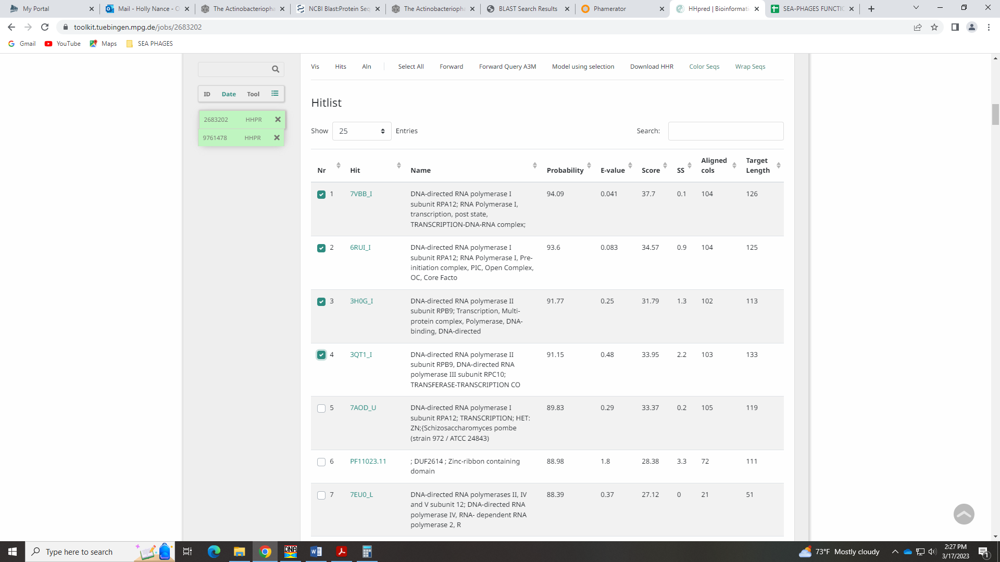 My Portal
Mail - Holly Nance - O
The Actinobacteriopha
NCBI Blast:Protein Seq
The Actinobacteriopha
BLAST Search Results
Phamerator
HHpred | Bioinformati
SEA-PHAGES FUNCTIO
toolkit.tuebingen.mpg.de/jobs/2683202
Gmail
YouTube
Maps
SEA PHAGES
Vis Hits Aln Select All Forward Forward Query A3M Model using selection Download HHR Color Seqs Wrap Seqs
ID Date Tool
2683202 HHPR
9761478 HHPR
Hitlist
Show 25 Entries Search:
Nr Hit Name Probability E-value Score SS Aligned cols Target Length
1 7VBB_I DNA-directed RNA polymerase I 94.09 0.041 37.7 0.1 104 126
subunit RPA12; RNA Polymerase I,
transcription, post state,
TRANSCRIPTION-DNA-RNA complex;
2 6RUI_I DNA-directed RNA polymerase I 93.6 0.083 34.57 0.9 104 125
subunit RPA12; RNA Polymerase I, Pre-
initiation complex, PIC, Open Complex,
OC, Core Facto
3 3H0G_I DNA-directed RNA polymerase II 91.77 0.25 31.79 1.3 102 113
subunit RPB9; Transcription, Multi-
protein complex, Polymerase, DNA-
binding, DNA-directed
4 3QT1_I DNA-directed RNA polymerase II 91.15 0.48 33.95 2.2 103 133
subunit RPB9, DNA-directed RNA
polymerase III subunit RPC10;
TRANSFERASE-TRANSCRIPTION CO
5 7AOD_U DNA-directed RNA polymerase I 89.83 0.29 33.37 0.2 105 119
subunit RPA12; TRANSCRIPTION; HET:
ZN;{Schizosaccharomyces pombe
(strain 972 / ATCC 24843)
6 PF11023.11 ; DUF2614 ; Zinc-ribbon containing 88.98 1.8 28.38 3.3 72 111
domain
7 7EU0_L DNA-directed RNA polymerases II, IV 88.39 0.37 27.12 0 21 51
and V subunit 12; DNA-directed RNA
polymerase IV, RNA- dependent RNA
polymerase 2, R
Type here to search
DNA
73°F Mostly cloudy
2:27 PM
3/17/2023
1